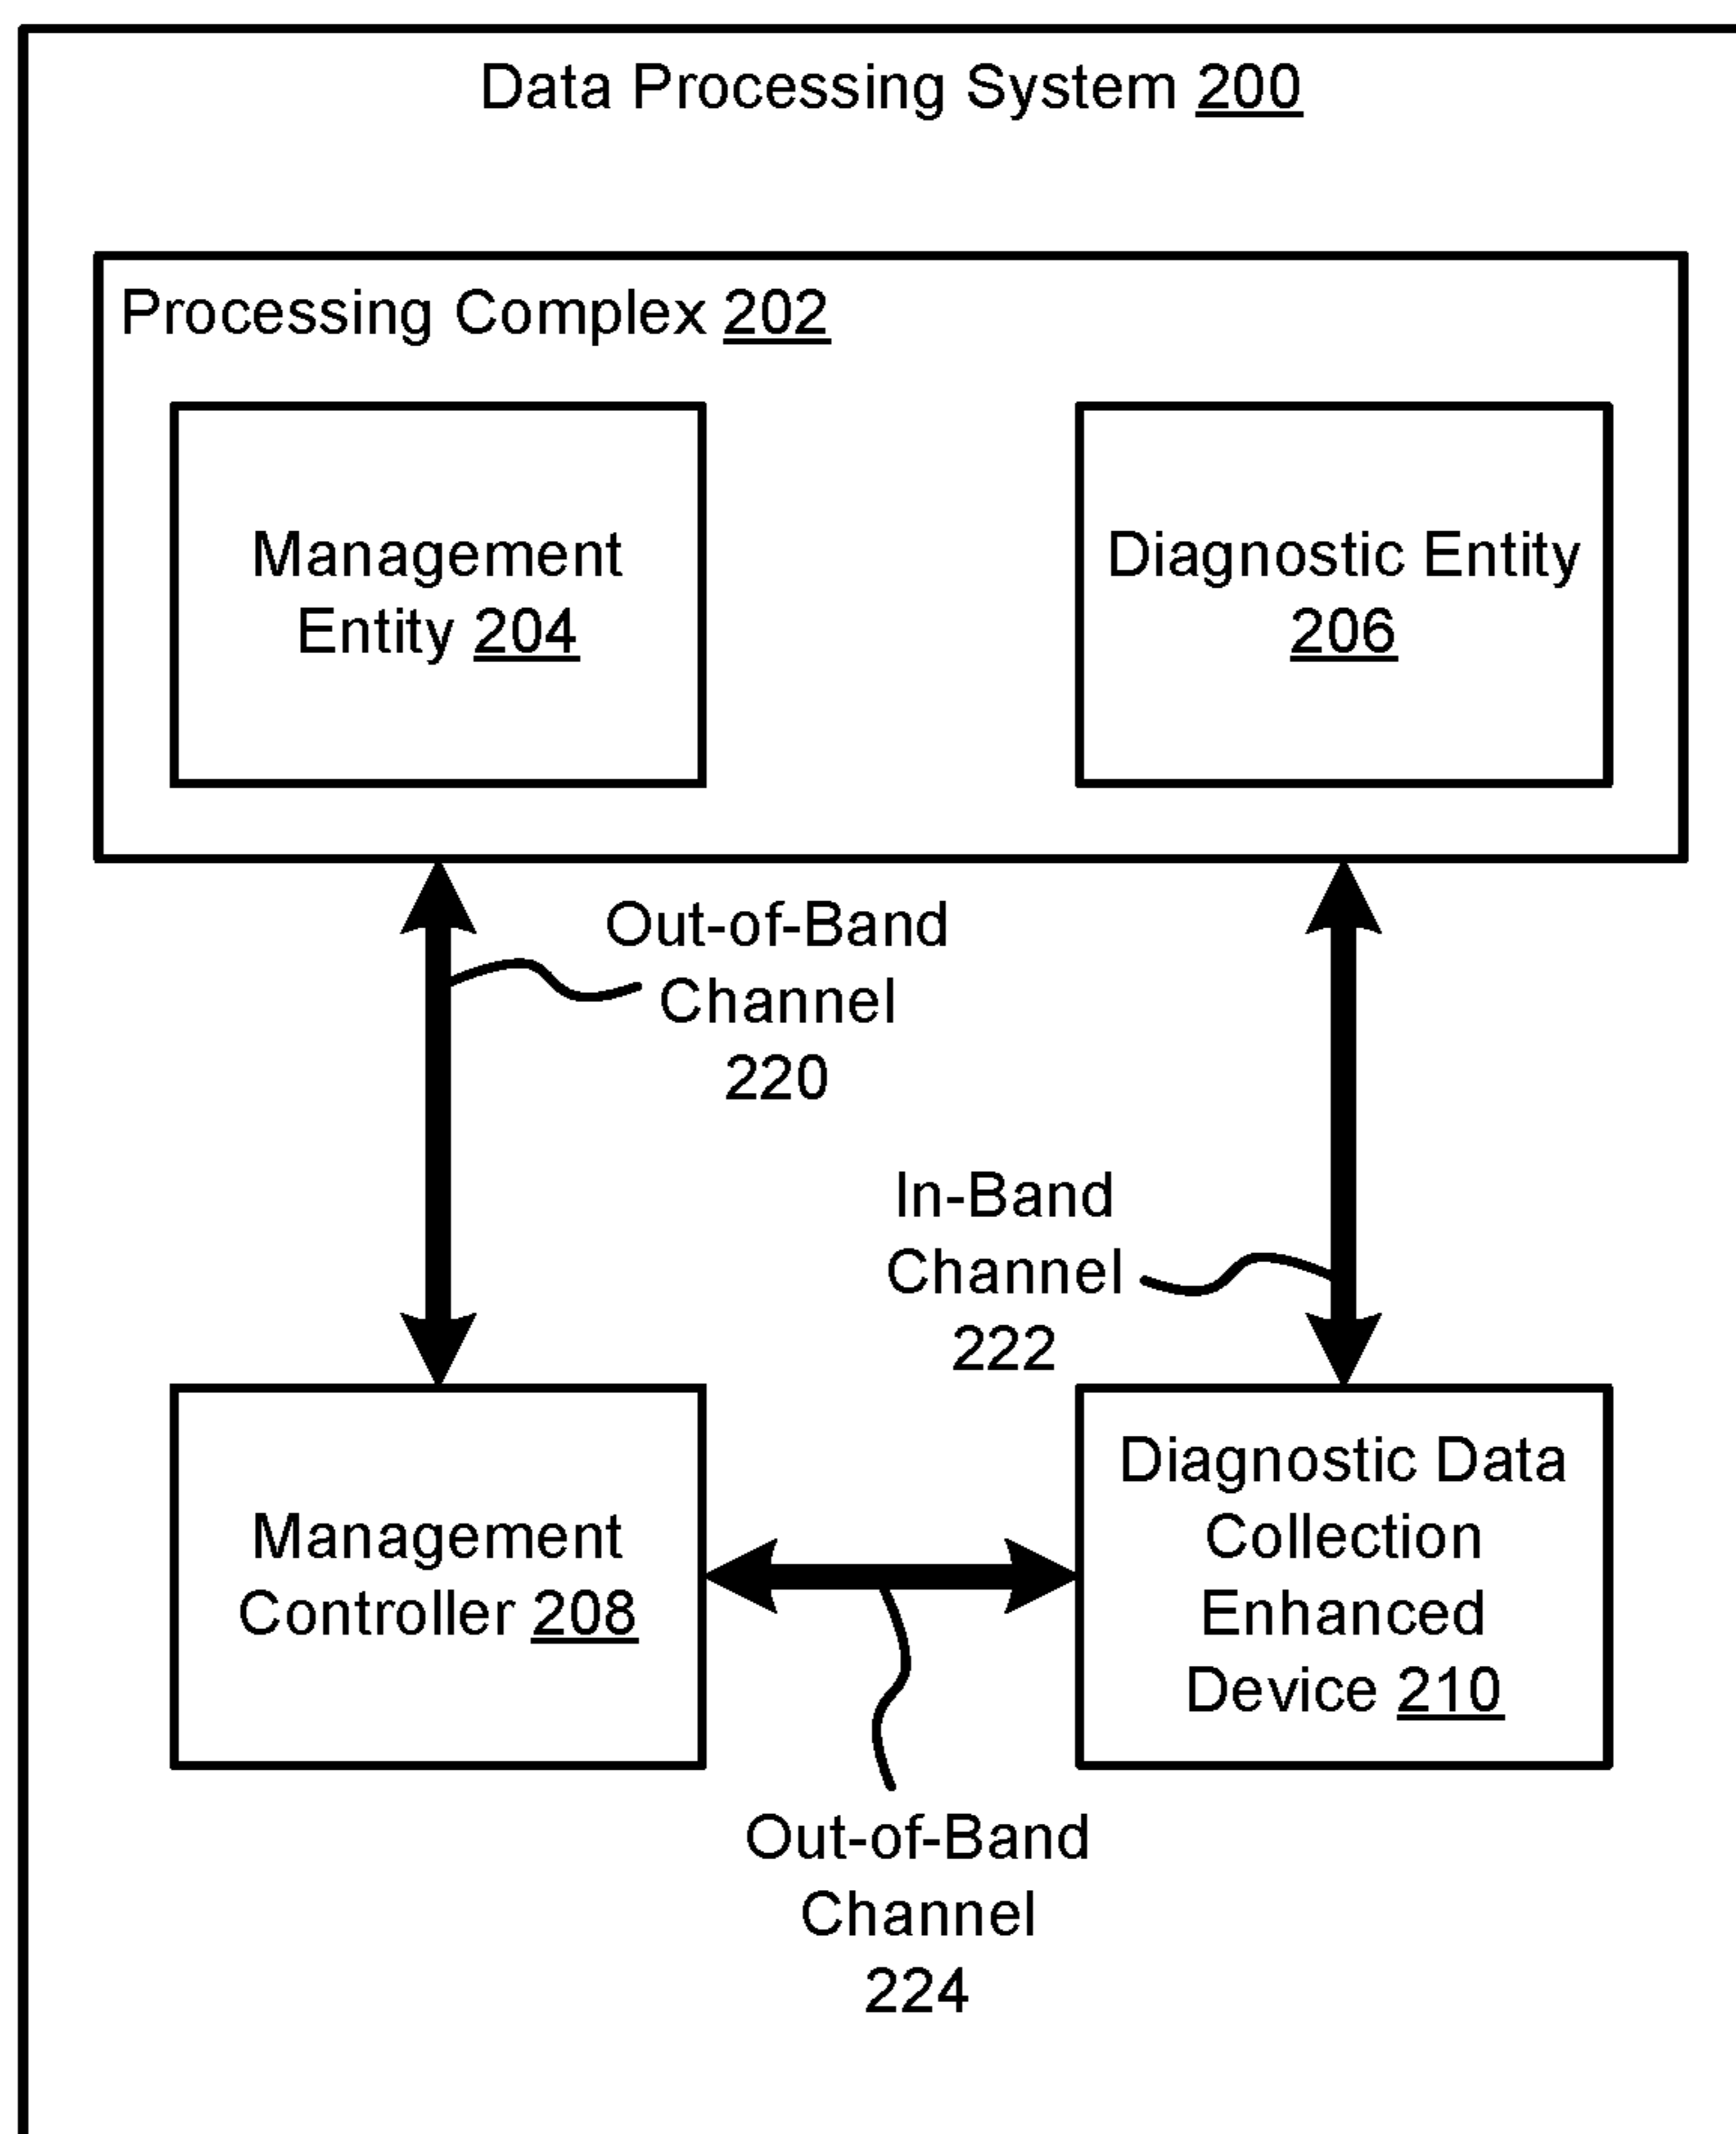 Data Processing System 200
Processing Complex 202
Management
Entity 204
Diagnostic Entity
206
Out-of-Band
Channel
220
In-Band
Channel
222
Management
Controller 208
Diagnostic Data
Collection
Enhanced
Device 210
Out-of-Band
Channel
224